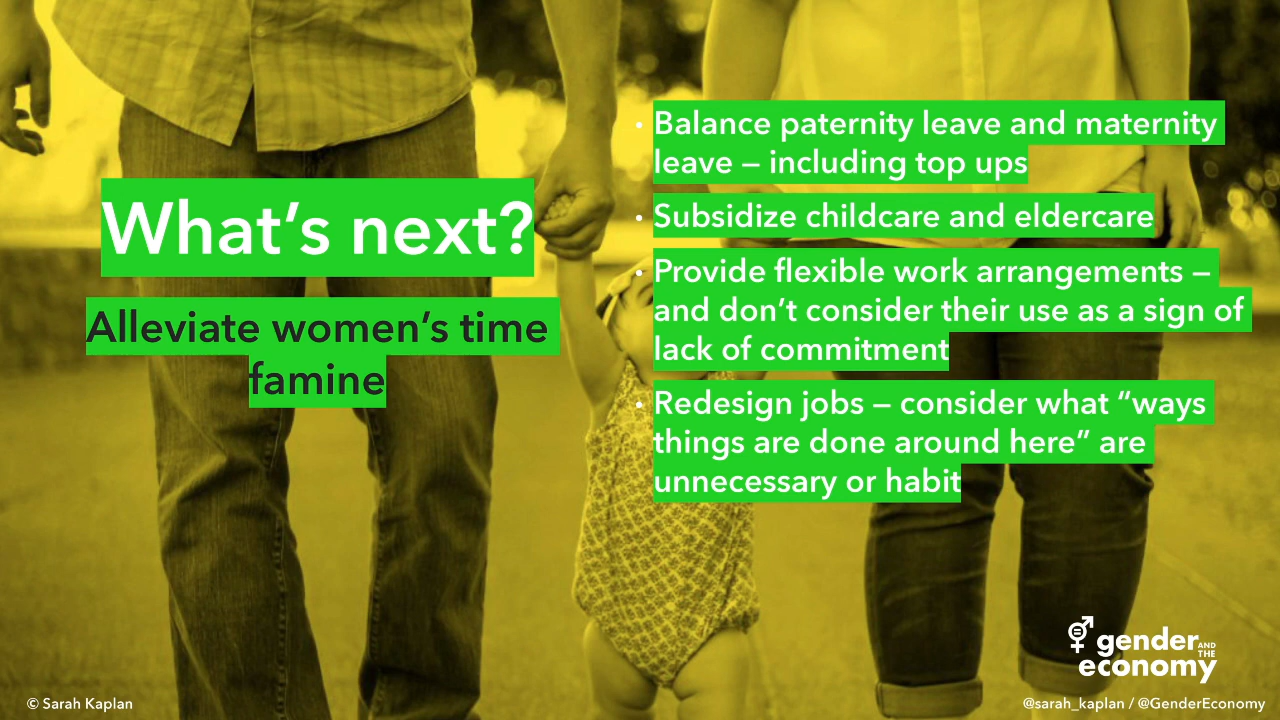 What’s next?
Alleviate women’s time
famine
• Balance paternity leave and maternity
leave – including top ups
• Subsidize childcare and eldercare
• Provide flexible work arrangements –
and don’t consider their use as a sign of
lack of commitment
• Redesign jobs – consider what “ways
things are done around here” are
unnecessary or habit
gender AND THE
economy
© Sarah Kaplan
@sarah_kaplan / @GenderEconomy